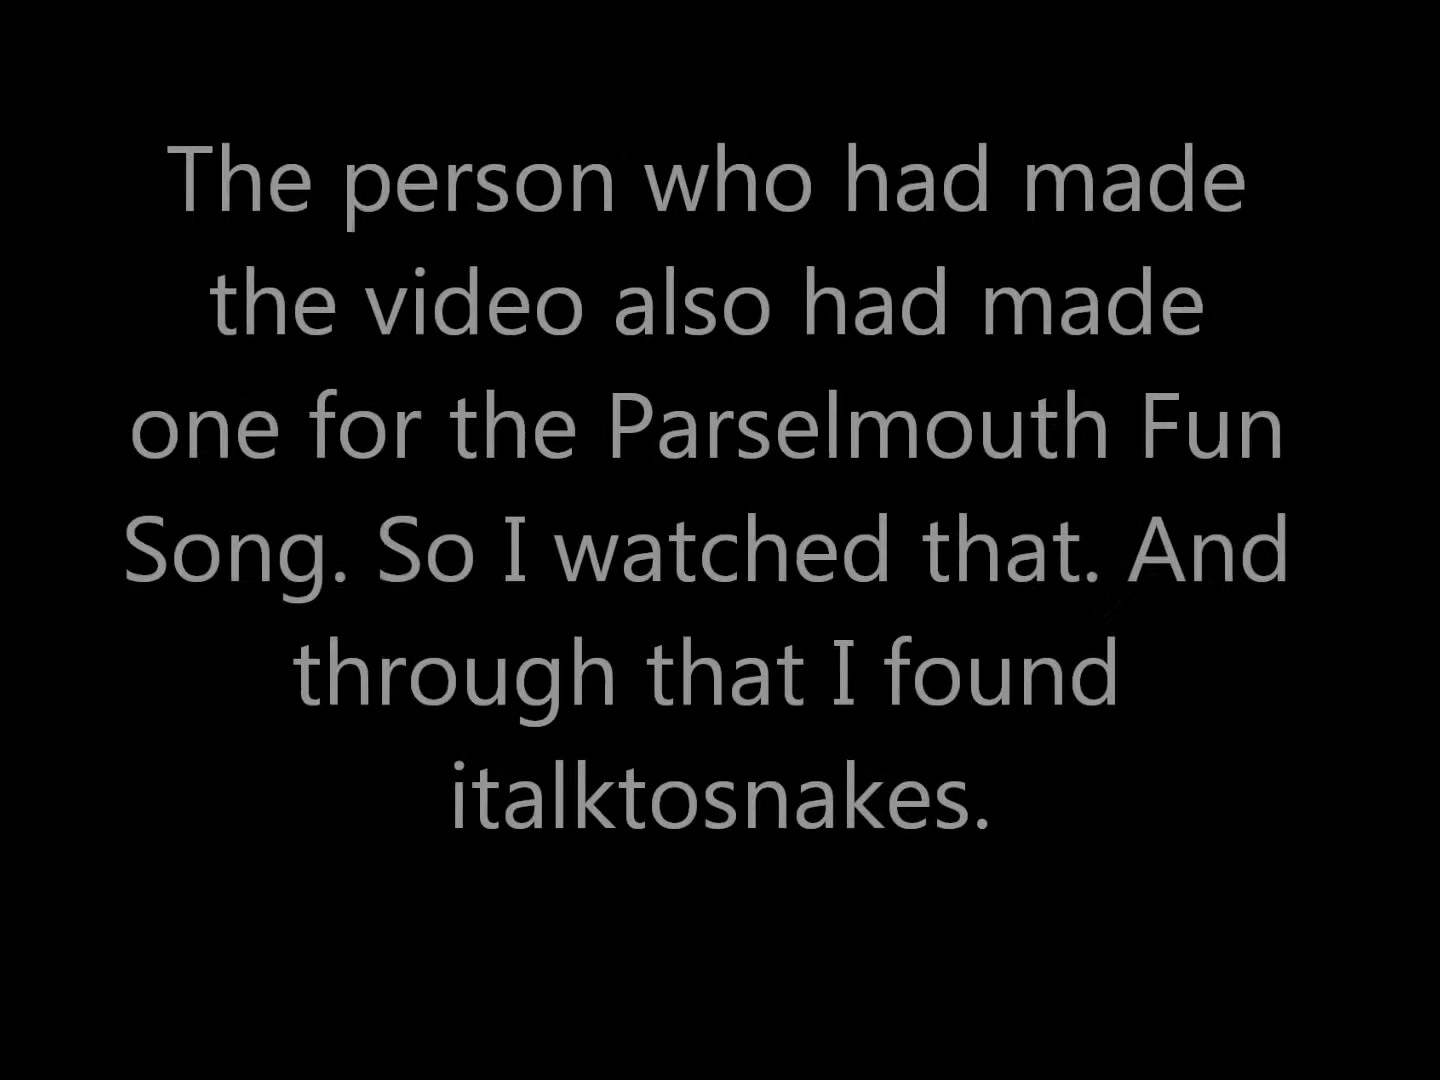 The person who had made
the video also had made
one for the Parselmouth Fun
Song. So I watched that. And
through that I found
italktosnakes.